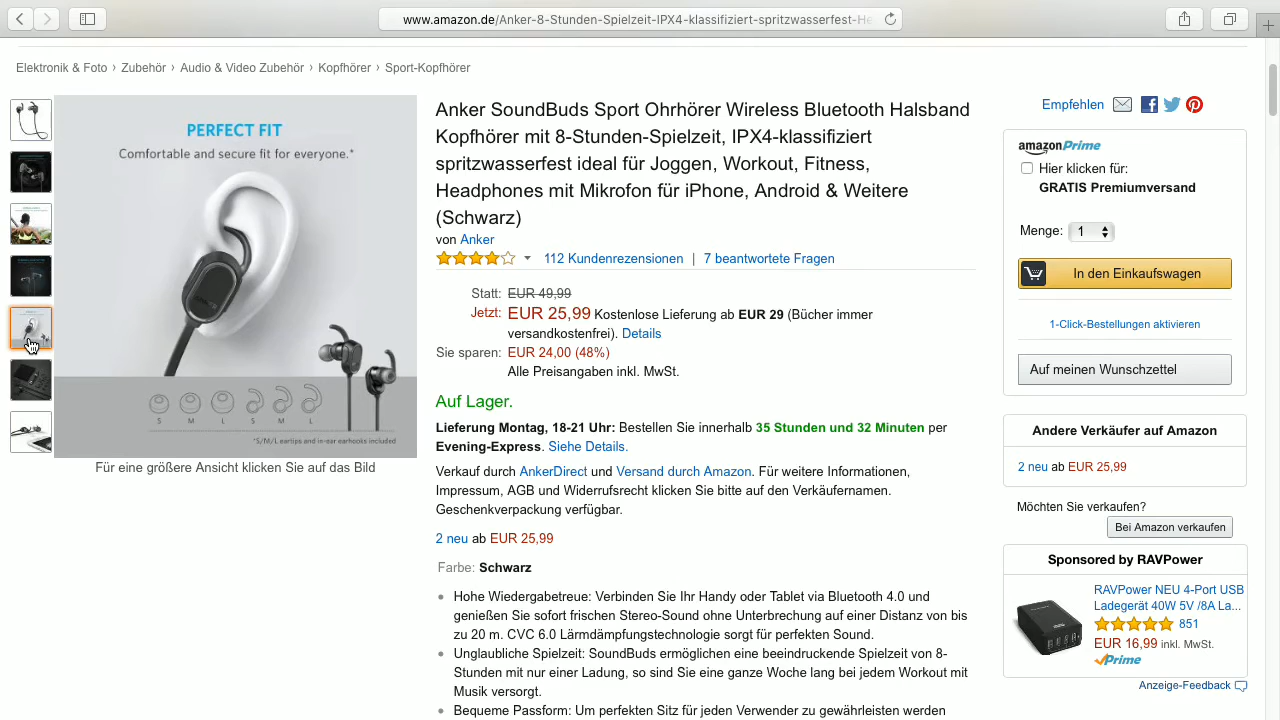 www.amazon.de/Anker-8-Stunden-Spielzeit-IPX4-klassifiziert-spritzwasserfest-He
Elektronik & Foto › Zubehör › Audio & Video Zubehör › Kopfhörer › Sport-Kopfhörer
PERFECT FIT
Comfortable and secure fit for everyone.*
S M L S M L
*S/M/L eartips and in-ear earhooks included
Für eine größere Ansicht klicken Sie auf das Bild
Anker SoundBuds Sport Ohrhörer Wireless Bluetooth Halsband
Kopfhörer mit 8-Stunden-Spielzeit, IPX4-klassifiziert
spritzwasserfest ideal für Joggen, Workout, Fitness,
Headphones mit Mikrofon für iPhone, Android & Weitere
(Schwarz)
von Anker
112 Kundenrezensionen | 7 beantwortete Fragen
Statt: EUR 49,99
Jetzt: EUR 25,99 Kostenlose Lieferung ab EUR 29 (Bücher immer
versandkostenfrei). Details
Sie sparen: EUR 24,00 (48%)
Alle Preisangaben inkl. MwSt.
Auf Lager.
Lieferung Montag, 18-21 Uhr: Bestellen Sie innerhalb 35 Stunden und 32 Minuten per
Evening-Express. Siehe Details.
Verkauf durch AnkerDirect und Versand durch Amazon. Für weitere Informationen,
Impressum, AGB und Widerrufsrecht klicken Sie bitte auf den Verkäufernamen.
Geschenkverpackung verfügbar.
2 neu ab EUR 25,99
Farbe: Schwarz
Hohe Wiedergabetreue: Verbinden Sie Ihr Handy oder Tablet via Bluetooth 4.0 und
genießen Sie sofort frischen Stereo-Sound ohne Unterbrechung auf einer Distanz von bis
zu 20 m. CVC 6.0 Lärmdämpfungstechnologie sorgt für perfekten Sound.
Unglaubliche Spielzeit: SoundBuds ermöglichen eine beeindruckende Spielzeit von 8-
Stunden mit nur einer Ladung, so sind Sie eine ganze Woche lang bei jedem Workout mit
Musik versorgt.
Bequeme Passform: Um perfekten Sitz für jeden Verwender zu gewährleisten werden
Empfehlen
amazonPrime
Hier klicken für:
GRATIS Premiumversand
Menge: 1
In den Einkaufswagen
1-Click-Bestellungen aktivieren
Auf meinen Wunschzettel
Andere Verkäufer auf Amazon
2 neu ab EUR 25,99
Möchten Sie verkaufen?
Bei Amazon verkaufen
Sponsored by RAVPower
RAVPower NEU 4-Port USB
Ladegerät 40W 5V /8A La...
851
EUR 16,99 inkl. MwSt.
Prime
Anzeige-Feedback